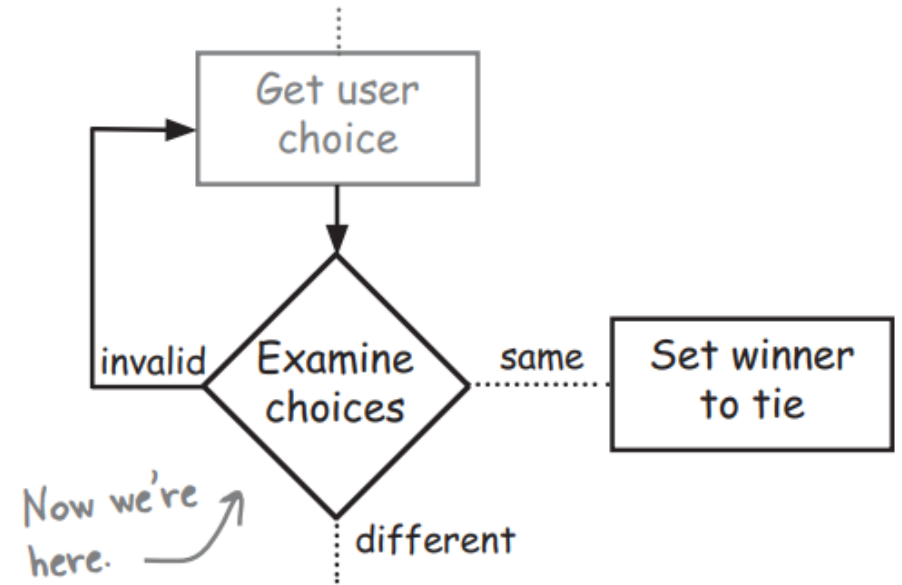 Get user
choice
invalid
Examine
choices
same
Set winner
to tie
Now we're
here.
different